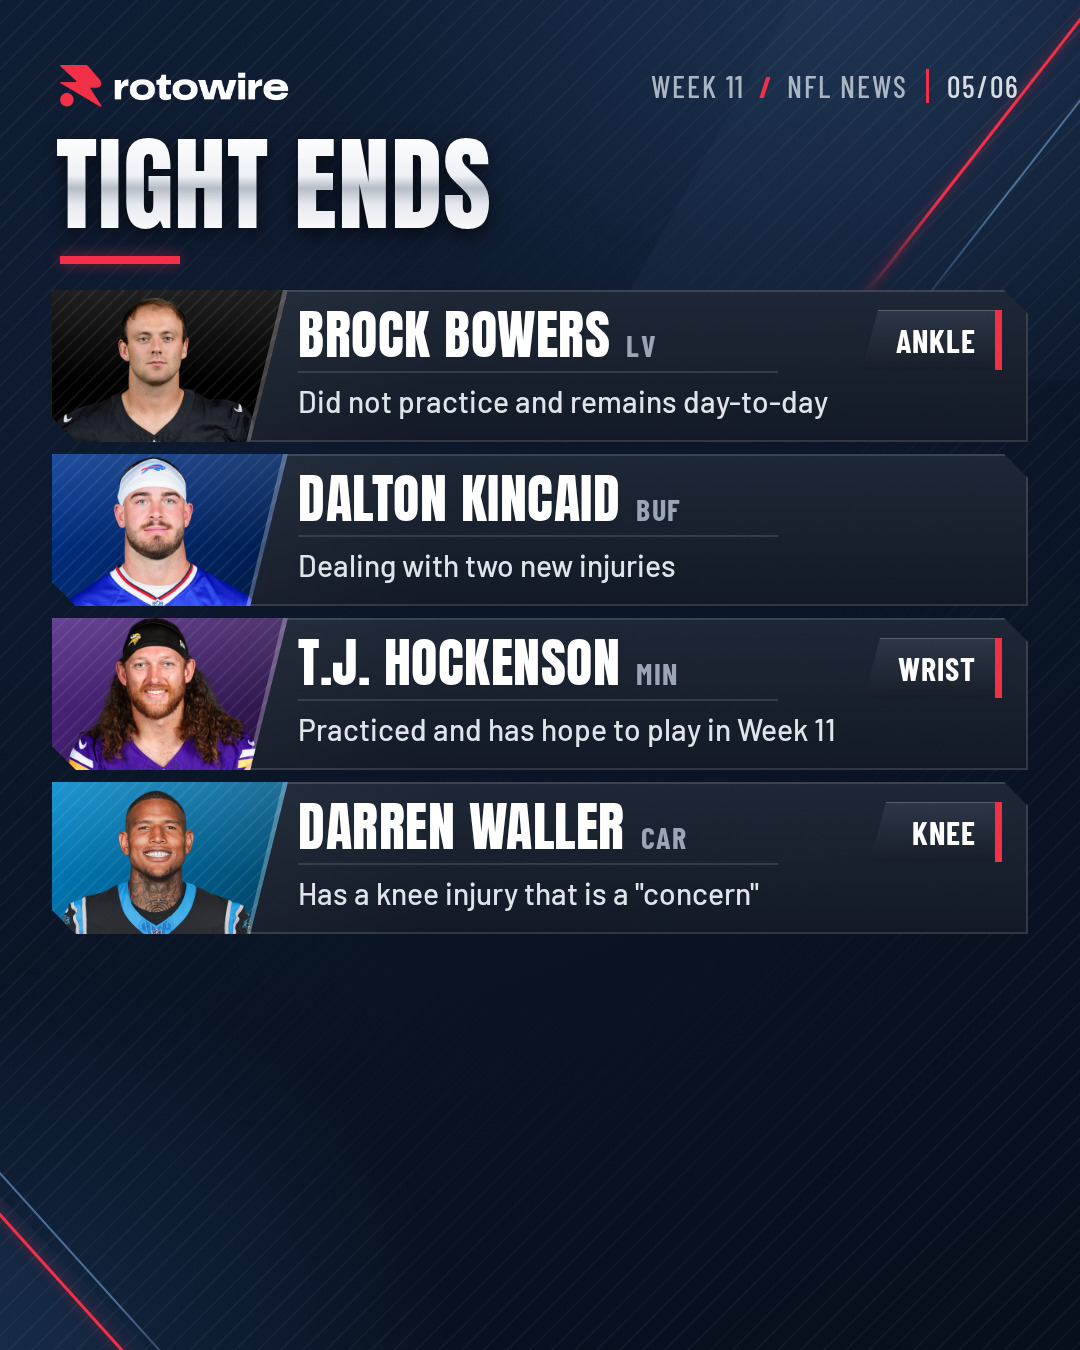 rotowire
WEEK 11 / NFL NEWS | 05/06
TIGHT ENDS
BROCK BOWERS LV
ANKLE
Did not practice and remains day-to-day
DALTON KINCAID BUF
Dealing with two new injuries
T.J. HOCKENSON MIN
WRIST
Practiced and has hope to play in Week 11
DARREN WALLER CAR
KNEE
Has a knee injury that is a "concern"